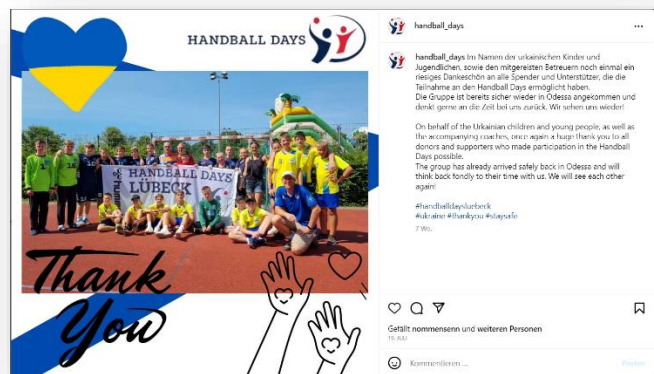 HANDBALL DAYS
HANDBALL DAYS
LÜBECK
Thank
You
handball_days
handball_days Im Namen der urkainischen Kinder und
Jugendlichen, sowie den mitgereisten Betreuern noch einmal ein
riesiges Dankeschön an alle Spender und Unterstützer, die die
Teilnahme an den Handball Days ermöglicht haben.
Die Gruppe ist bereits sicher wieder in Odessa angekommen und
denkt gerne an die Zeit bei uns zurück. Wir sehen uns wieder!
On behalf of the Urkainian children and young people, as well as
the accompanying coaches, once again a huge thank you to all
donors and supporters who made participation in the Handball
Days possible.
The group has already arrived safely back in Odessa and will
think back fondly to their time with us. We will see each other
again!
#handballdaysluebeck
#ukraine #thankyou #staysafe
7 Wo.
Gefällt nommensenn und weiteren Personen
19. JULI
Kommentieren ...
Posten